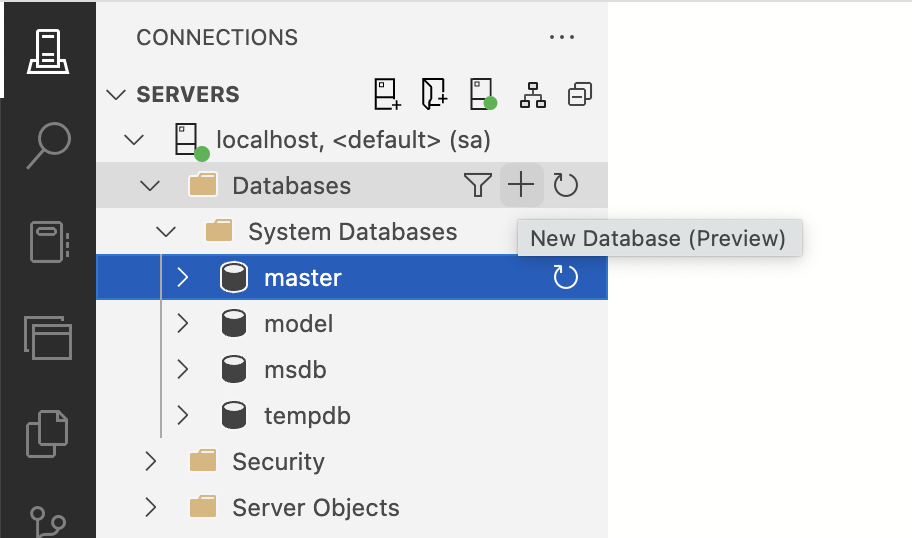 CONNECTIONS
SERVERS
localhost, <default> (sa)
Databases
System Databases
New Database (Preview)
master
model
msdb
tempdb
Security
Server Objects